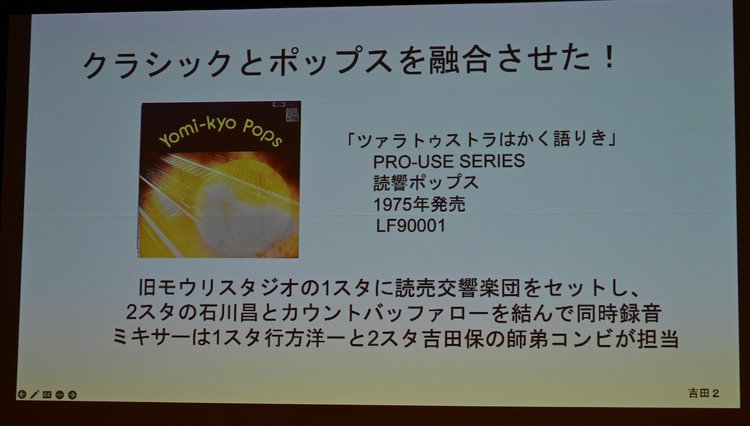 クラシックとポップスを融合させた！
Yomi-kyo Pops
「ツァラトゥストラはかく語りき」
PRO-USE SERIES
読響ポップス
1975年発売
LF90001
旧モウリスタジオの1スタに読売交響楽団をセットし、
2スタの石川昌とカウントバッファローを結んで同時録音
ミキサーは1スタ行方洋一と2スタ吉田保の師弟コンビが担当
吉田2